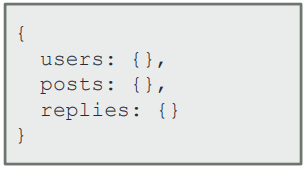 {
  users: {},
  posts: {},
  replies: {}
}